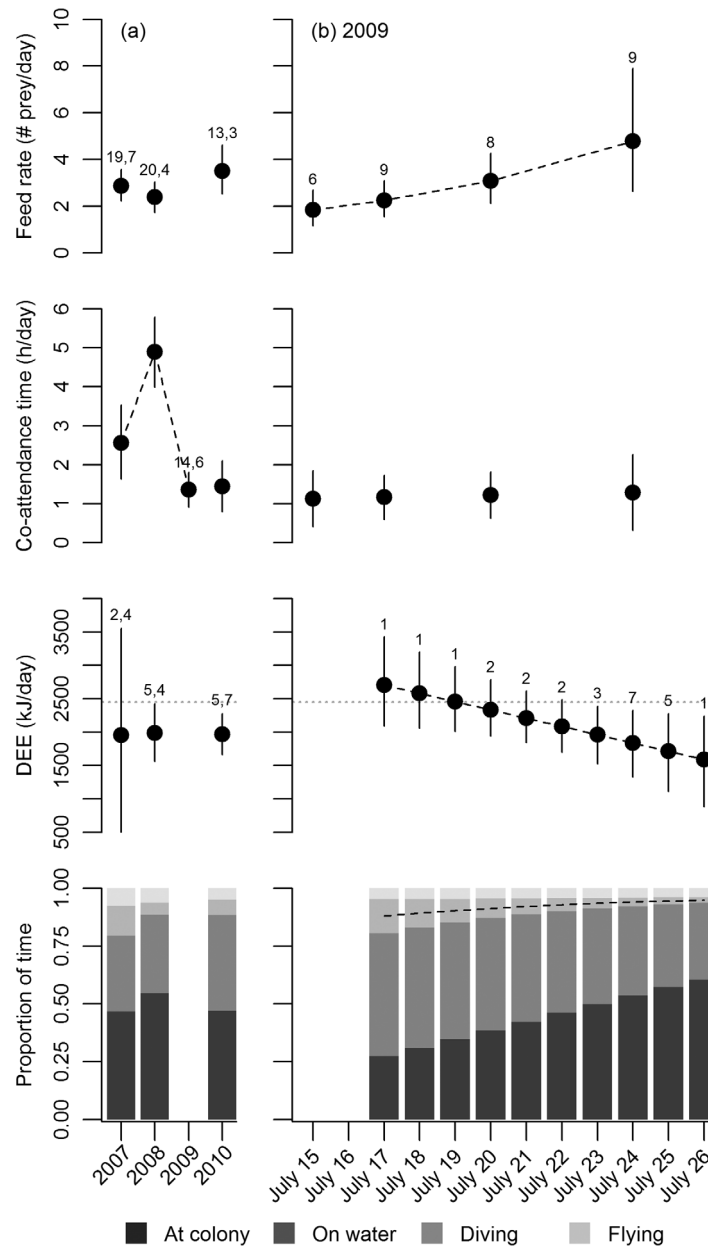 (a)
(b) 2009
Feed rate (# prey/day)
0 2 4 6 8 10
19,7 20,4 13,3
6 9 8 9
Co-attendance time (h/day)
0 1 2 3 4 5 6
14,6
DEE (kJ/day)
500 1500 2500 3500
2,4 5,4 5,7
1 1 1 2 2 2 3 7 5 1
Proportion of time
0.00 0.25 0.50 0.75 1.00
2007 2008 2009 2010
July 15 July 16 July 17 July 18 July 19 July 20 July 21 July 22 July 23 July 24 July 25 July 26
At colony On water Diving Flying